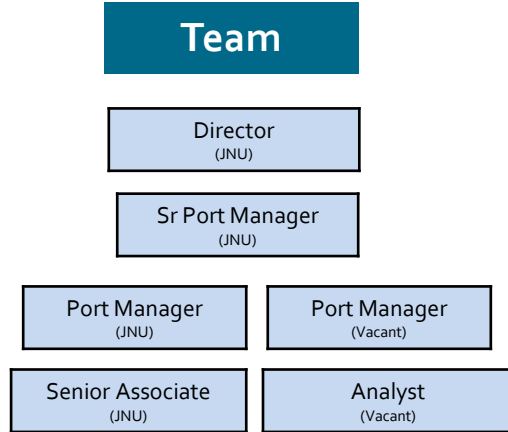 Team
Director
(JNU)
Sr Port Manager
(JNU)
Port Manager
(JNU)
Port Manager
(Vacant)
Senior Associate
(JNU)
Analyst
(Vacant)